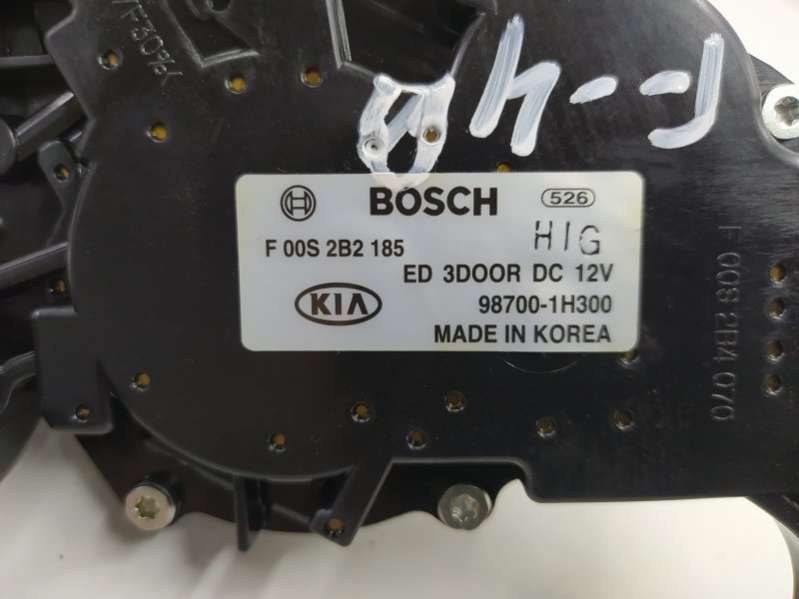 F--48
BOSCH 526
F 00S 2B2 185 HIG
ED 3DOOR DC 12V
KIA 98700-1H300
MADE IN KOREA
F 00S 2B4 070